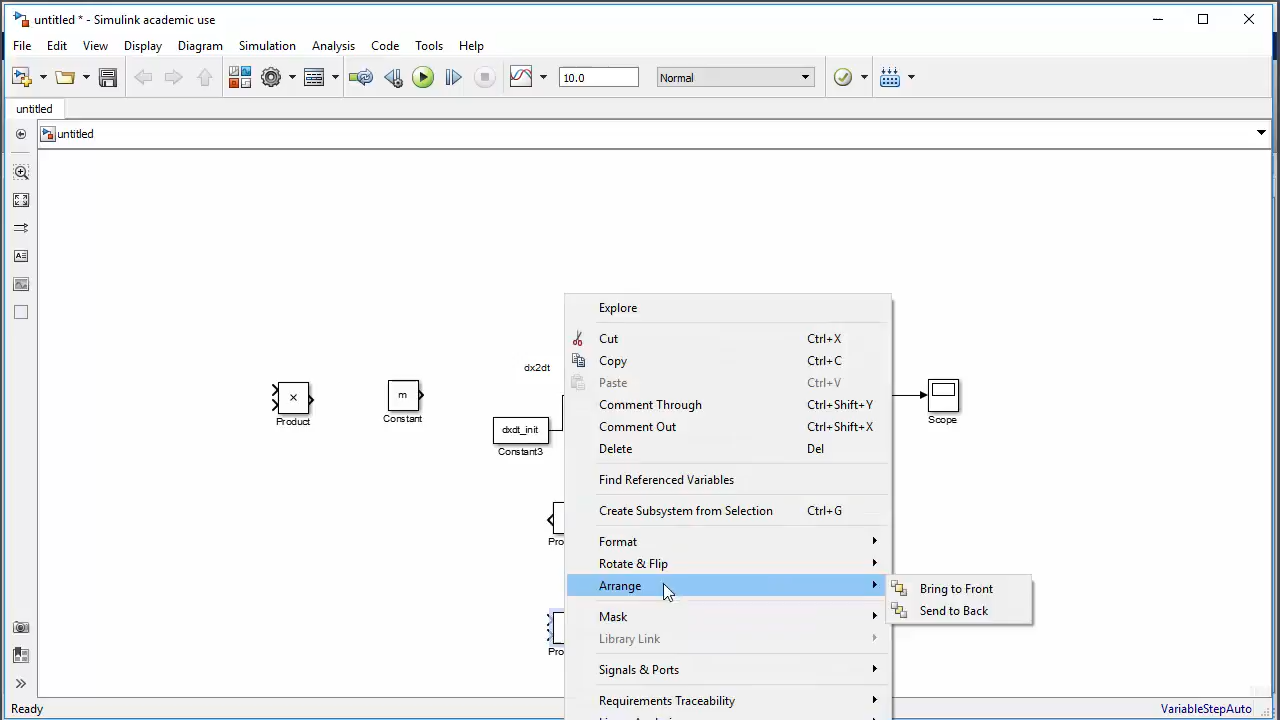 untitled * - Simulink academic use
File Edit View Display Diagram Simulation Analysis Code Tools Help
10.0 Normal
untitled
untitled
Explore
Cut Ctrl+X
dx2dt
Copy Ctrl+C
Paste Ctrl+V
m
×
Comment Through Ctrl+Shift+Y
Product
Constant
Scope
Comment Out Ctrl+Shift+X
dxdt_init
Constant3
Delete Del
Find Referenced Variables
Create Subsystem from Selection Ctrl+G
Pro
Format
Rotate & Flip
Arrange
Bring to Front
Send to Back
Mask
Library Link
Pro
Signals & Ports
Requirements Traceability
Ready VariableStepAuto